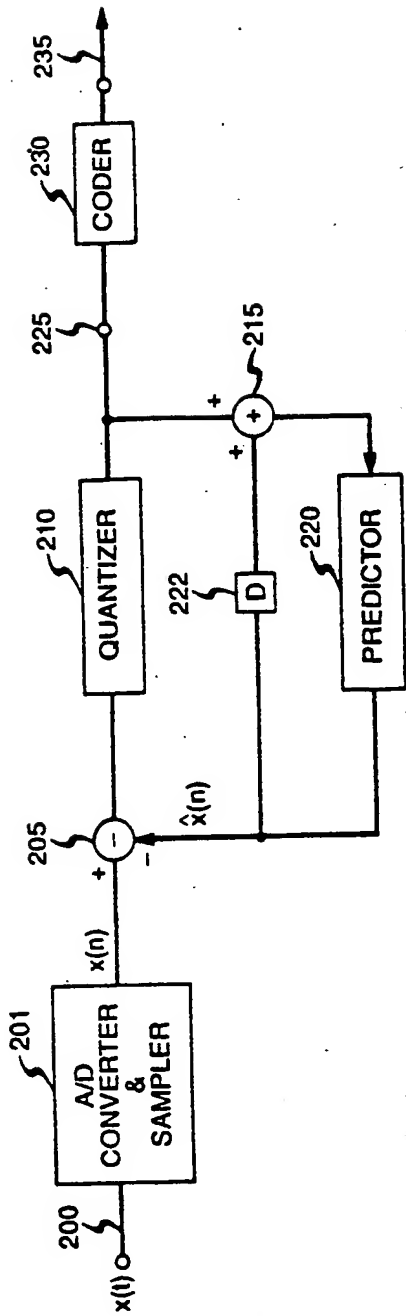 x(t)
200
201
A/D
CONVERTER
&
SAMPLER
x(n)
+
205
−
−
x̂(n)
210
QUANTIZER
222
D
+
+
+
215
220
PREDICTOR
225
230
CODER
235